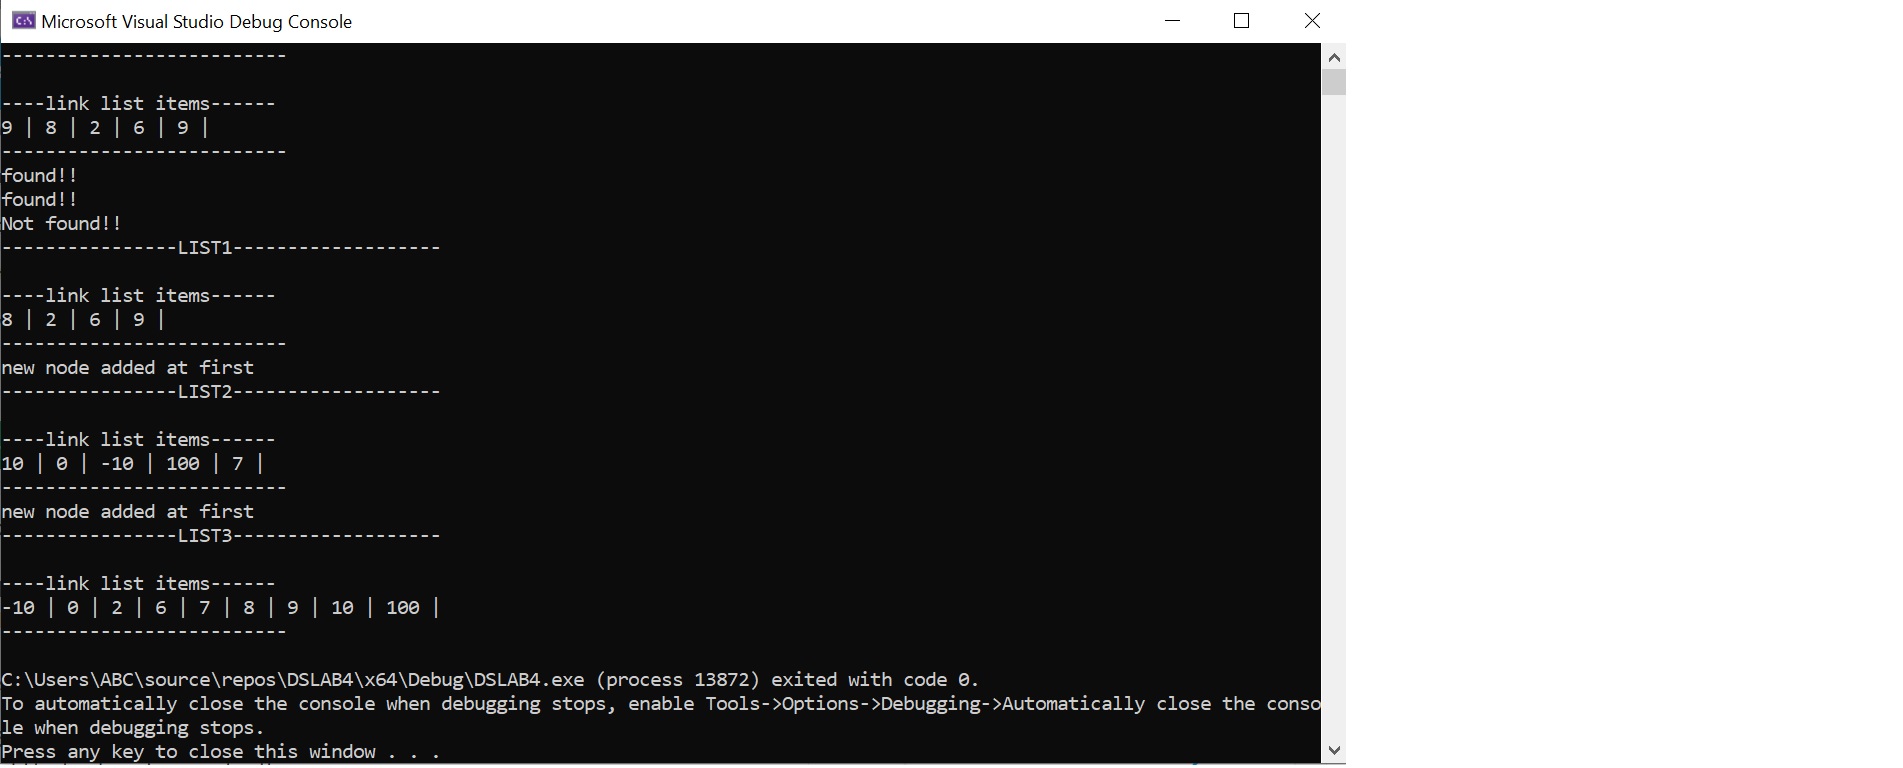 Microsoft Visual Studio Debug Console
--------------------------
----link list items------
9 | 8 | 2 | 6 | 9 |
--------------------------
found!!
found!!
Not found!!
----------------LIST1-------------------
----link list items------
8 | 2 | 6 | 9 |
--------------------------
new node added at first
----------------LIST2-------------------
----link list items------
10 | 0 | -10 | 100 | 7 |
--------------------------
new node added at first
----------------LIST3-------------------
----link list items------
-10 | 0 | 2 | 6 | 7 | 8 | 9 | 10 | 100 |
--------------------------
C:\Users\ABC\source\repos\DSLAB4\x64\Debug\DSLAB4.exe (process 13872) exited with code 0.
To automatically close the console when debugging stops, enable Tools->Options->Debugging->Automatically close the conso
le when debugging stops.
Press any key to close this window . . .